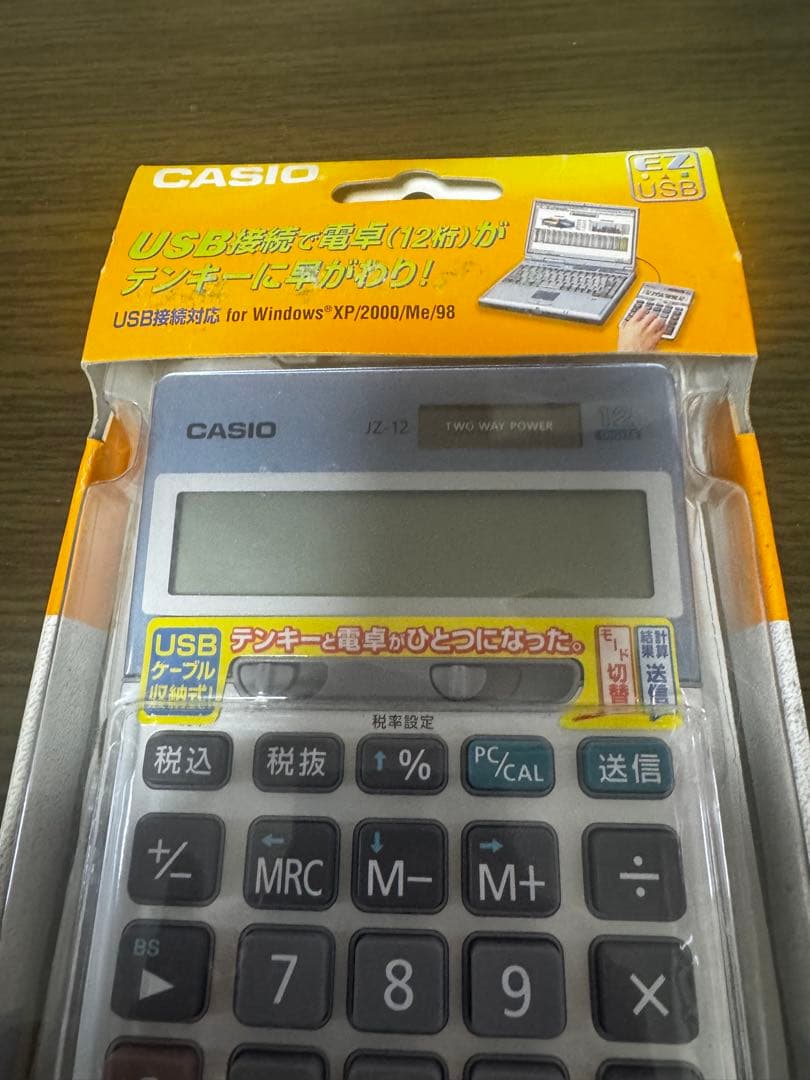 CASIO
EZ
USB
USB接続で電卓(12桁)が
テンキーに早がわり!
USB接続対応 for Windows®XP/2000/Me/98
CASIO
JZ-12
TWO WAY POWER
12
DIGITS
USB
ケーブル
収納式!
テンキーと電卓がひとつになった。
モード
切替
計算
結果
送信
税率設定
税込
税抜
↑%
PC/CAL
送信
+/−
←
MRC
↓
M−
→
M+
÷
BS
▶
7
8
9
×